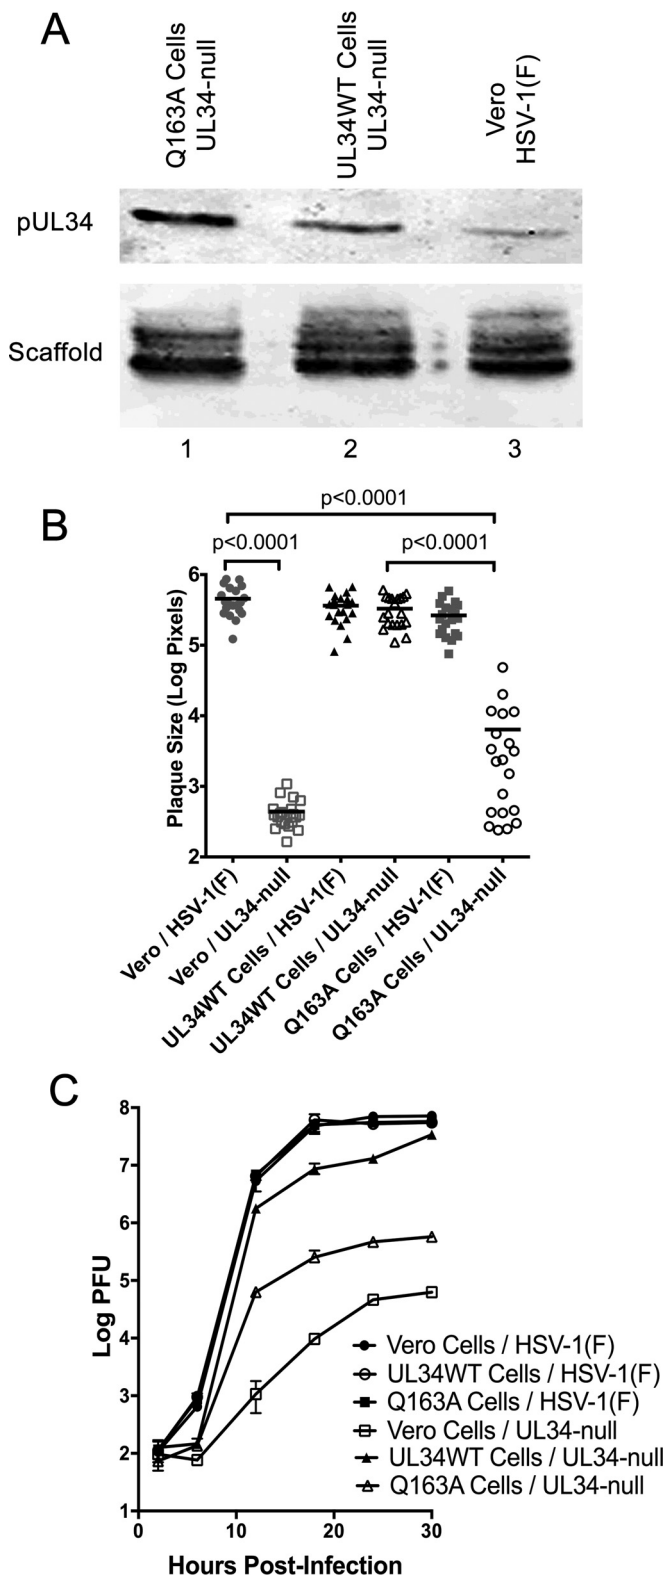 A
Q163A Cells
UL34-null
UL34WT Cells
UL34-null
Vero
HSV-1(F)
pUL34
Scaffold
1 2 3
B
p<0.0001
p<0.0001 p<0.0001
Plaque Size (Log Pixels)
6
5
4
3
2
Vero / HSV-1(F)
Vero / UL34-null
UL34WT Cells / HSV-1(F)
UL34WT Cells / UL34-null
Q163A Cells / HSV-1(F)
Q163A Cells / UL34-null
C
Log PFU
8
7
6
5
4
3
2
1
Vero Cells / HSV-1(F)
UL34WT Cells / HSV-1(F)
Q163A Cells / HSV-1(F)
Vero Cells / UL34-null
UL34WT Cells / UL34-null
Q163A Cells / UL34-null
0 10 20 30
Hours Post-Infection